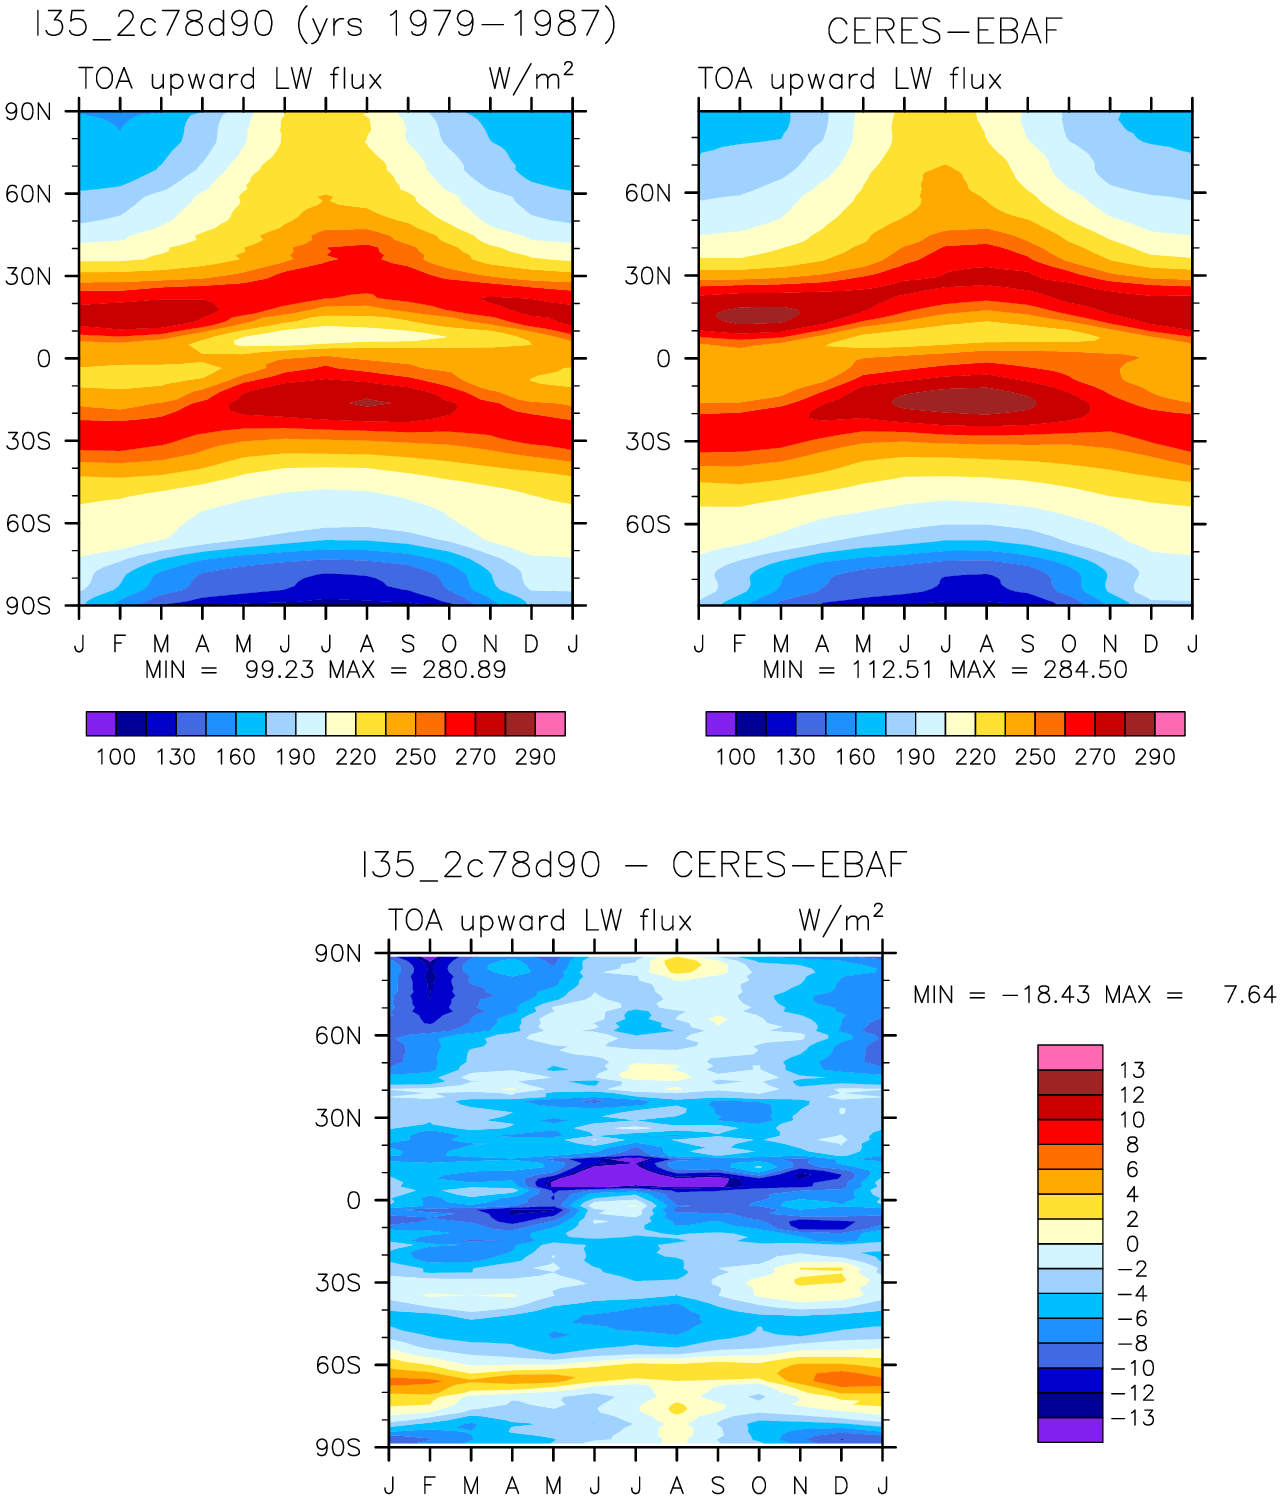 I35_2c78d90 (yrs 1979-1987)
TOA upward LW flux W/m²
90N
60N
30N
0
30S
60S
90S
J F M A M J J A S O N D J
MIN = 99.23 MAX = 280.89
100 130 160 190 220 250 270 290
CERES-EBAF
TOA upward LW flux
60N
30N
0
30S
60S
J F M A M J J A S O N D J
MIN = 112.51 MAX = 284.50
100 130 160 190 220 250 270 290
I35_2c78d90 - CERES-EBAF
TOA upward LW flux W/m²
90N
60N
30N
0
30S
60S
90S
J F M A M J J A S O N D J
MIN = -18.43 MAX = 7.64
13
12
10
8
6
4
2
0
-2
-4
-6
-8
-10
-12
-13